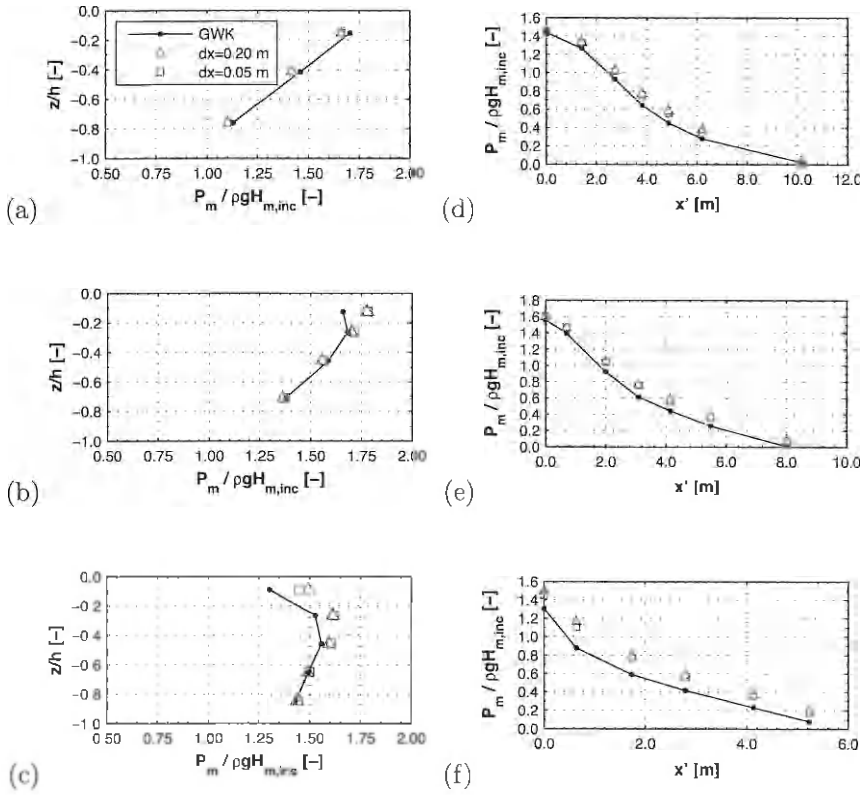 GWK
dx=0.20 m
dx=0.05 m
0.0
−0.2
−0.4
−0.6
−0.8
−1.0
z/h [−]
0.50 0.75 1.00 1.25 1.50 1.75 2.00
P_m / ρgH_m,inc [−]
(a)
1.6
1.4
1.2
1.0
0.8
0.6
0.4
0.2
0.0
P_m / ρgH_m,inc [−]
0.0 2.0 4.0 6.0 8.0 10.0 12.0
x' [m]
(d)
0.0
−0.2
−0.4
−0.6
−0.8
−1.0
z/h [−]
0.50 0.75 1.00 1.25 1.50 1.75 2.00
P_m / ρgH_m,inc [−]
(b)
1.8
1.6
1.4
1.2
1.0
0.8
0.6
0.4
0.2
0.0
P_m / ρgH_m,inc [−]
0.0 2.0 4.0 6.0 8.0 10.0
x' [m]
(e)
0.0
−0.2
−0.4
−0.6
−0.8
−1.0
z/h [−]
0.50 0.75 1.00 1.25 1.50 1.75 2.00
P_m / ρgH_m,inc [−]
(c)
1.6
1.4
1.2
1.0
0.8
0.6
0.4
0.2
0.0
P_m / ρgH_m,inc [−]
0.0 2.0 4.0 6.0
x' [m]
(f)